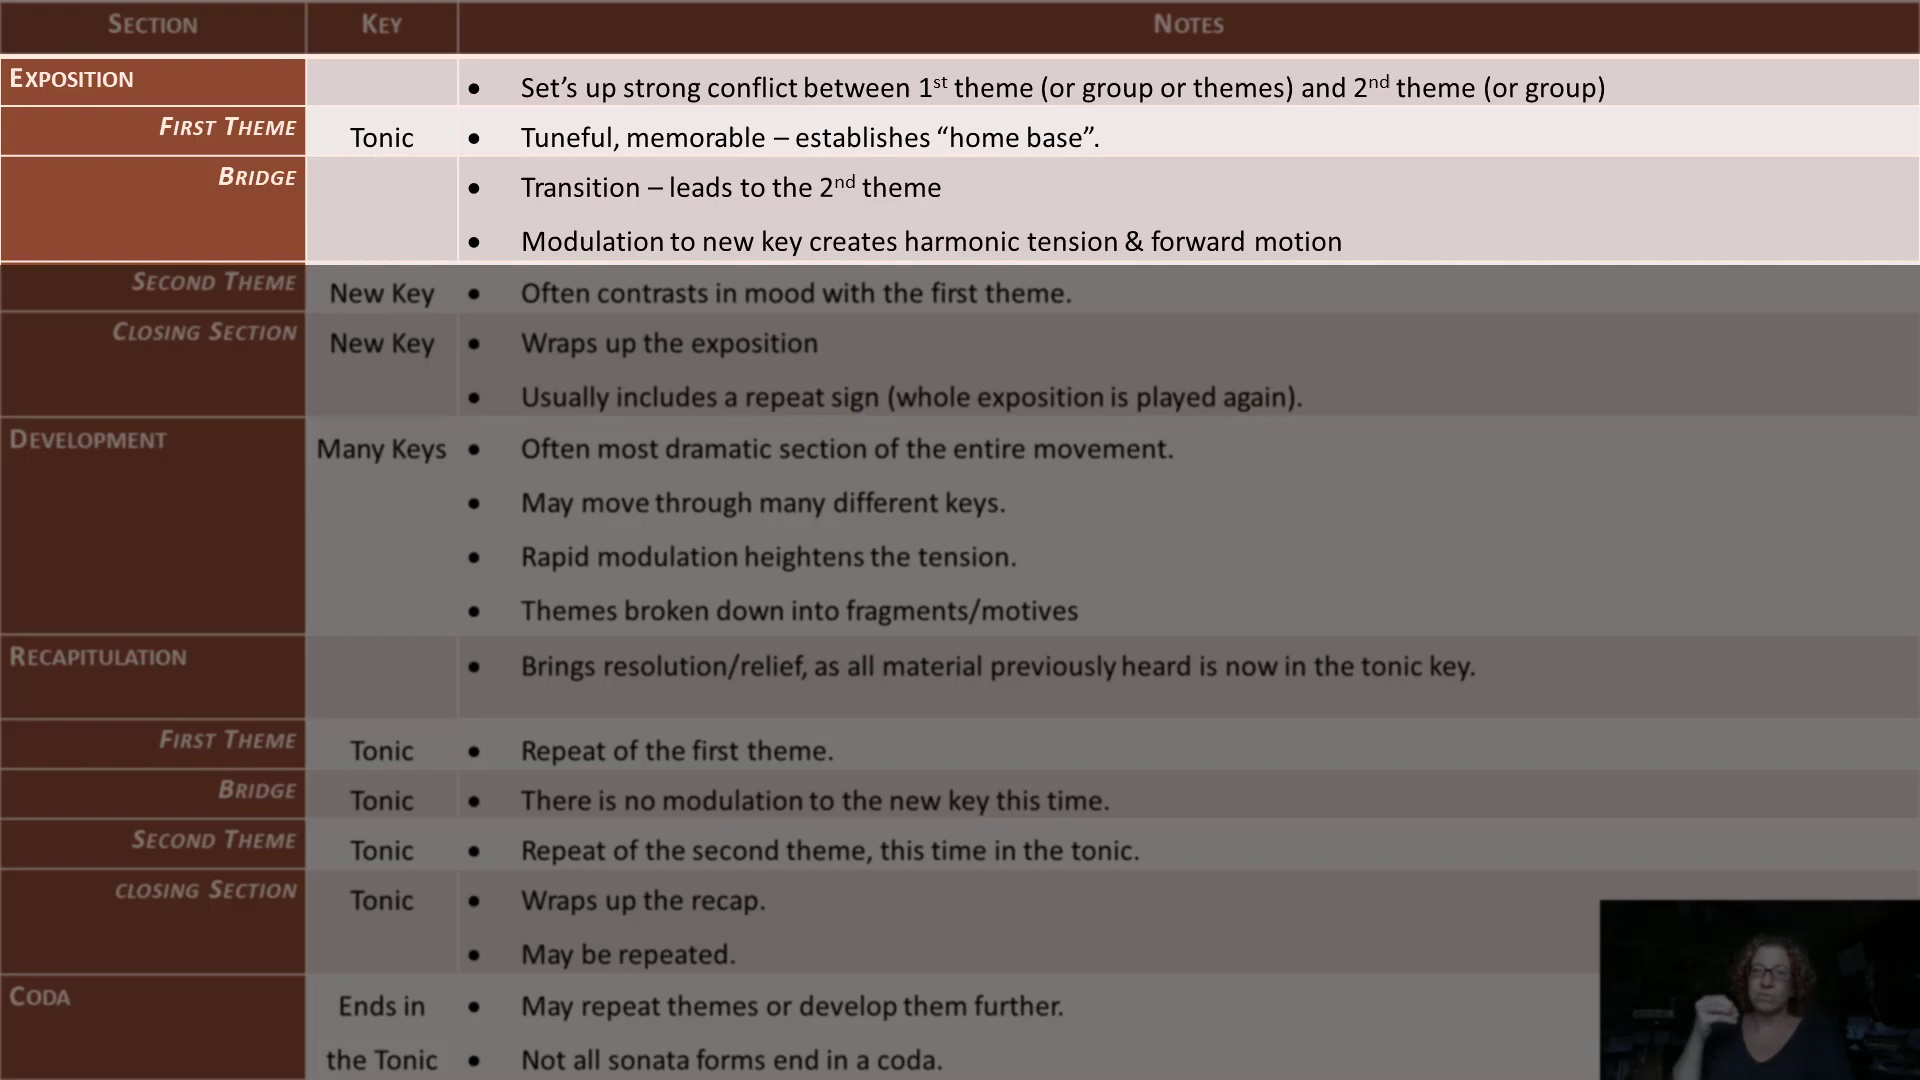 SECTION KEY NOTES
EXPOSITION • Set’s up strong conflict between 1st theme (or group or themes) and 2nd theme (or group)
FIRST THEME Tonic • Tuneful, memorable – establishes “home base”.
BRIDGE • Transition – leads to the 2nd theme
• Modulation to new key creates harmonic tension & forward motion
SECOND THEME New Key • Often contrasts in mood with the first theme.
CLOSING SECTION New Key • Wraps up the exposition
• Usually includes a repeat sign (whole exposition is played again).
DEVELOPMENT Many Keys • Often most dramatic section of the entire movement.
• May move through many different keys.
• Rapid modulation heightens the tension.
• Themes broken down into fragments/motives
RECAPITULATION • Brings resolution/relief, as all material previously heard is now in the tonic key.
FIRST THEME Tonic • Repeat of the first theme.
BRIDGE Tonic • There is no modulation to the new key this time.
SECOND THEME Tonic • Repeat of the second theme, this time in the tonic.
CLOSING SECTION Tonic • Wraps up the recap.
• May be repeated.
CODA Ends in • May repeat themes or develop them further.
the Tonic • Not all sonata forms end in a coda.